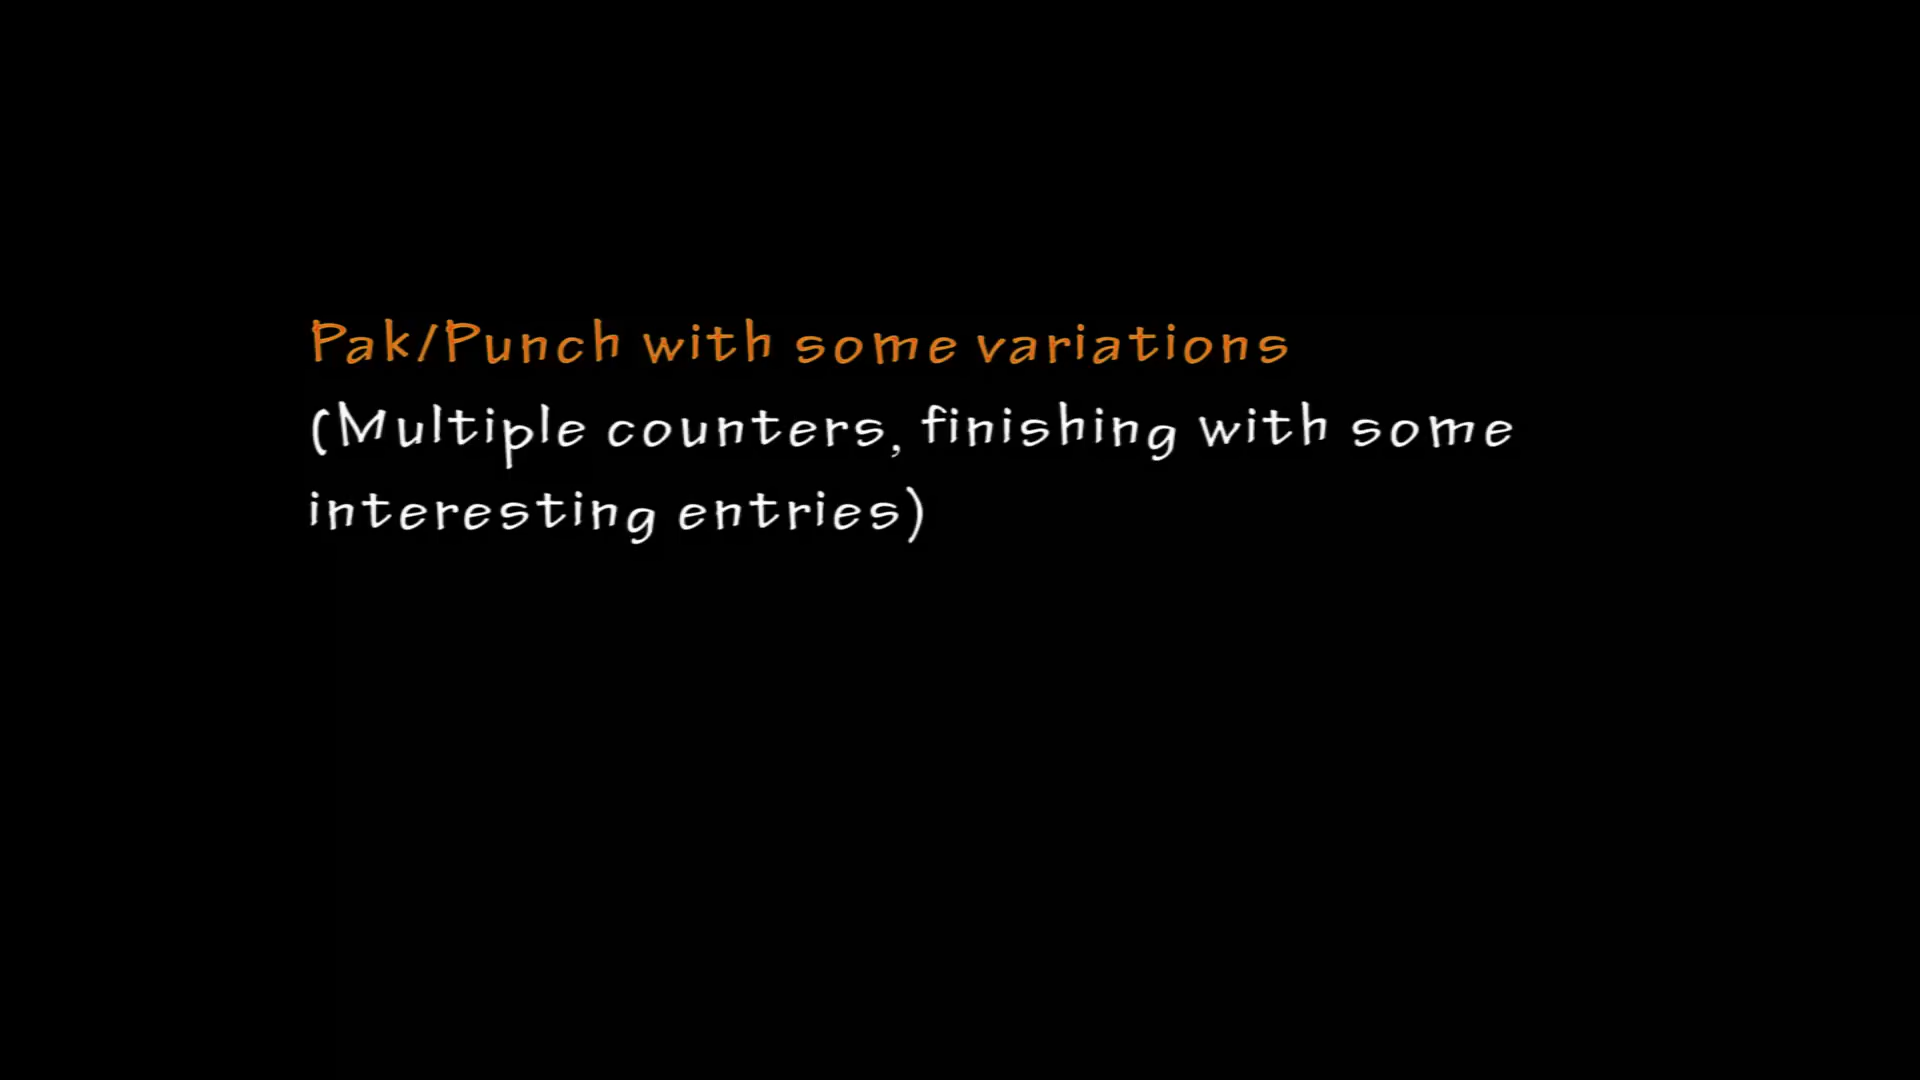 Pak/Punch with some variations
(Multiple counters, finishing with some
interesting entries)